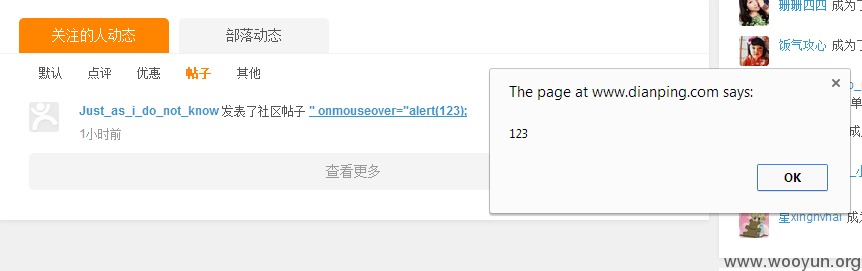 关注的人动态
部落动态
默认
点评
优惠
帖子
其他
Just_as_i_do_not_know 发表了社区帖子 " onmouseover="alert(123);
1小时前
查看更多
The page at www.dianping.com says:
123
OK
珊珊四四 成为了
饭气攻心 成为了
星xingnvhai 成为
www.wooyun.org